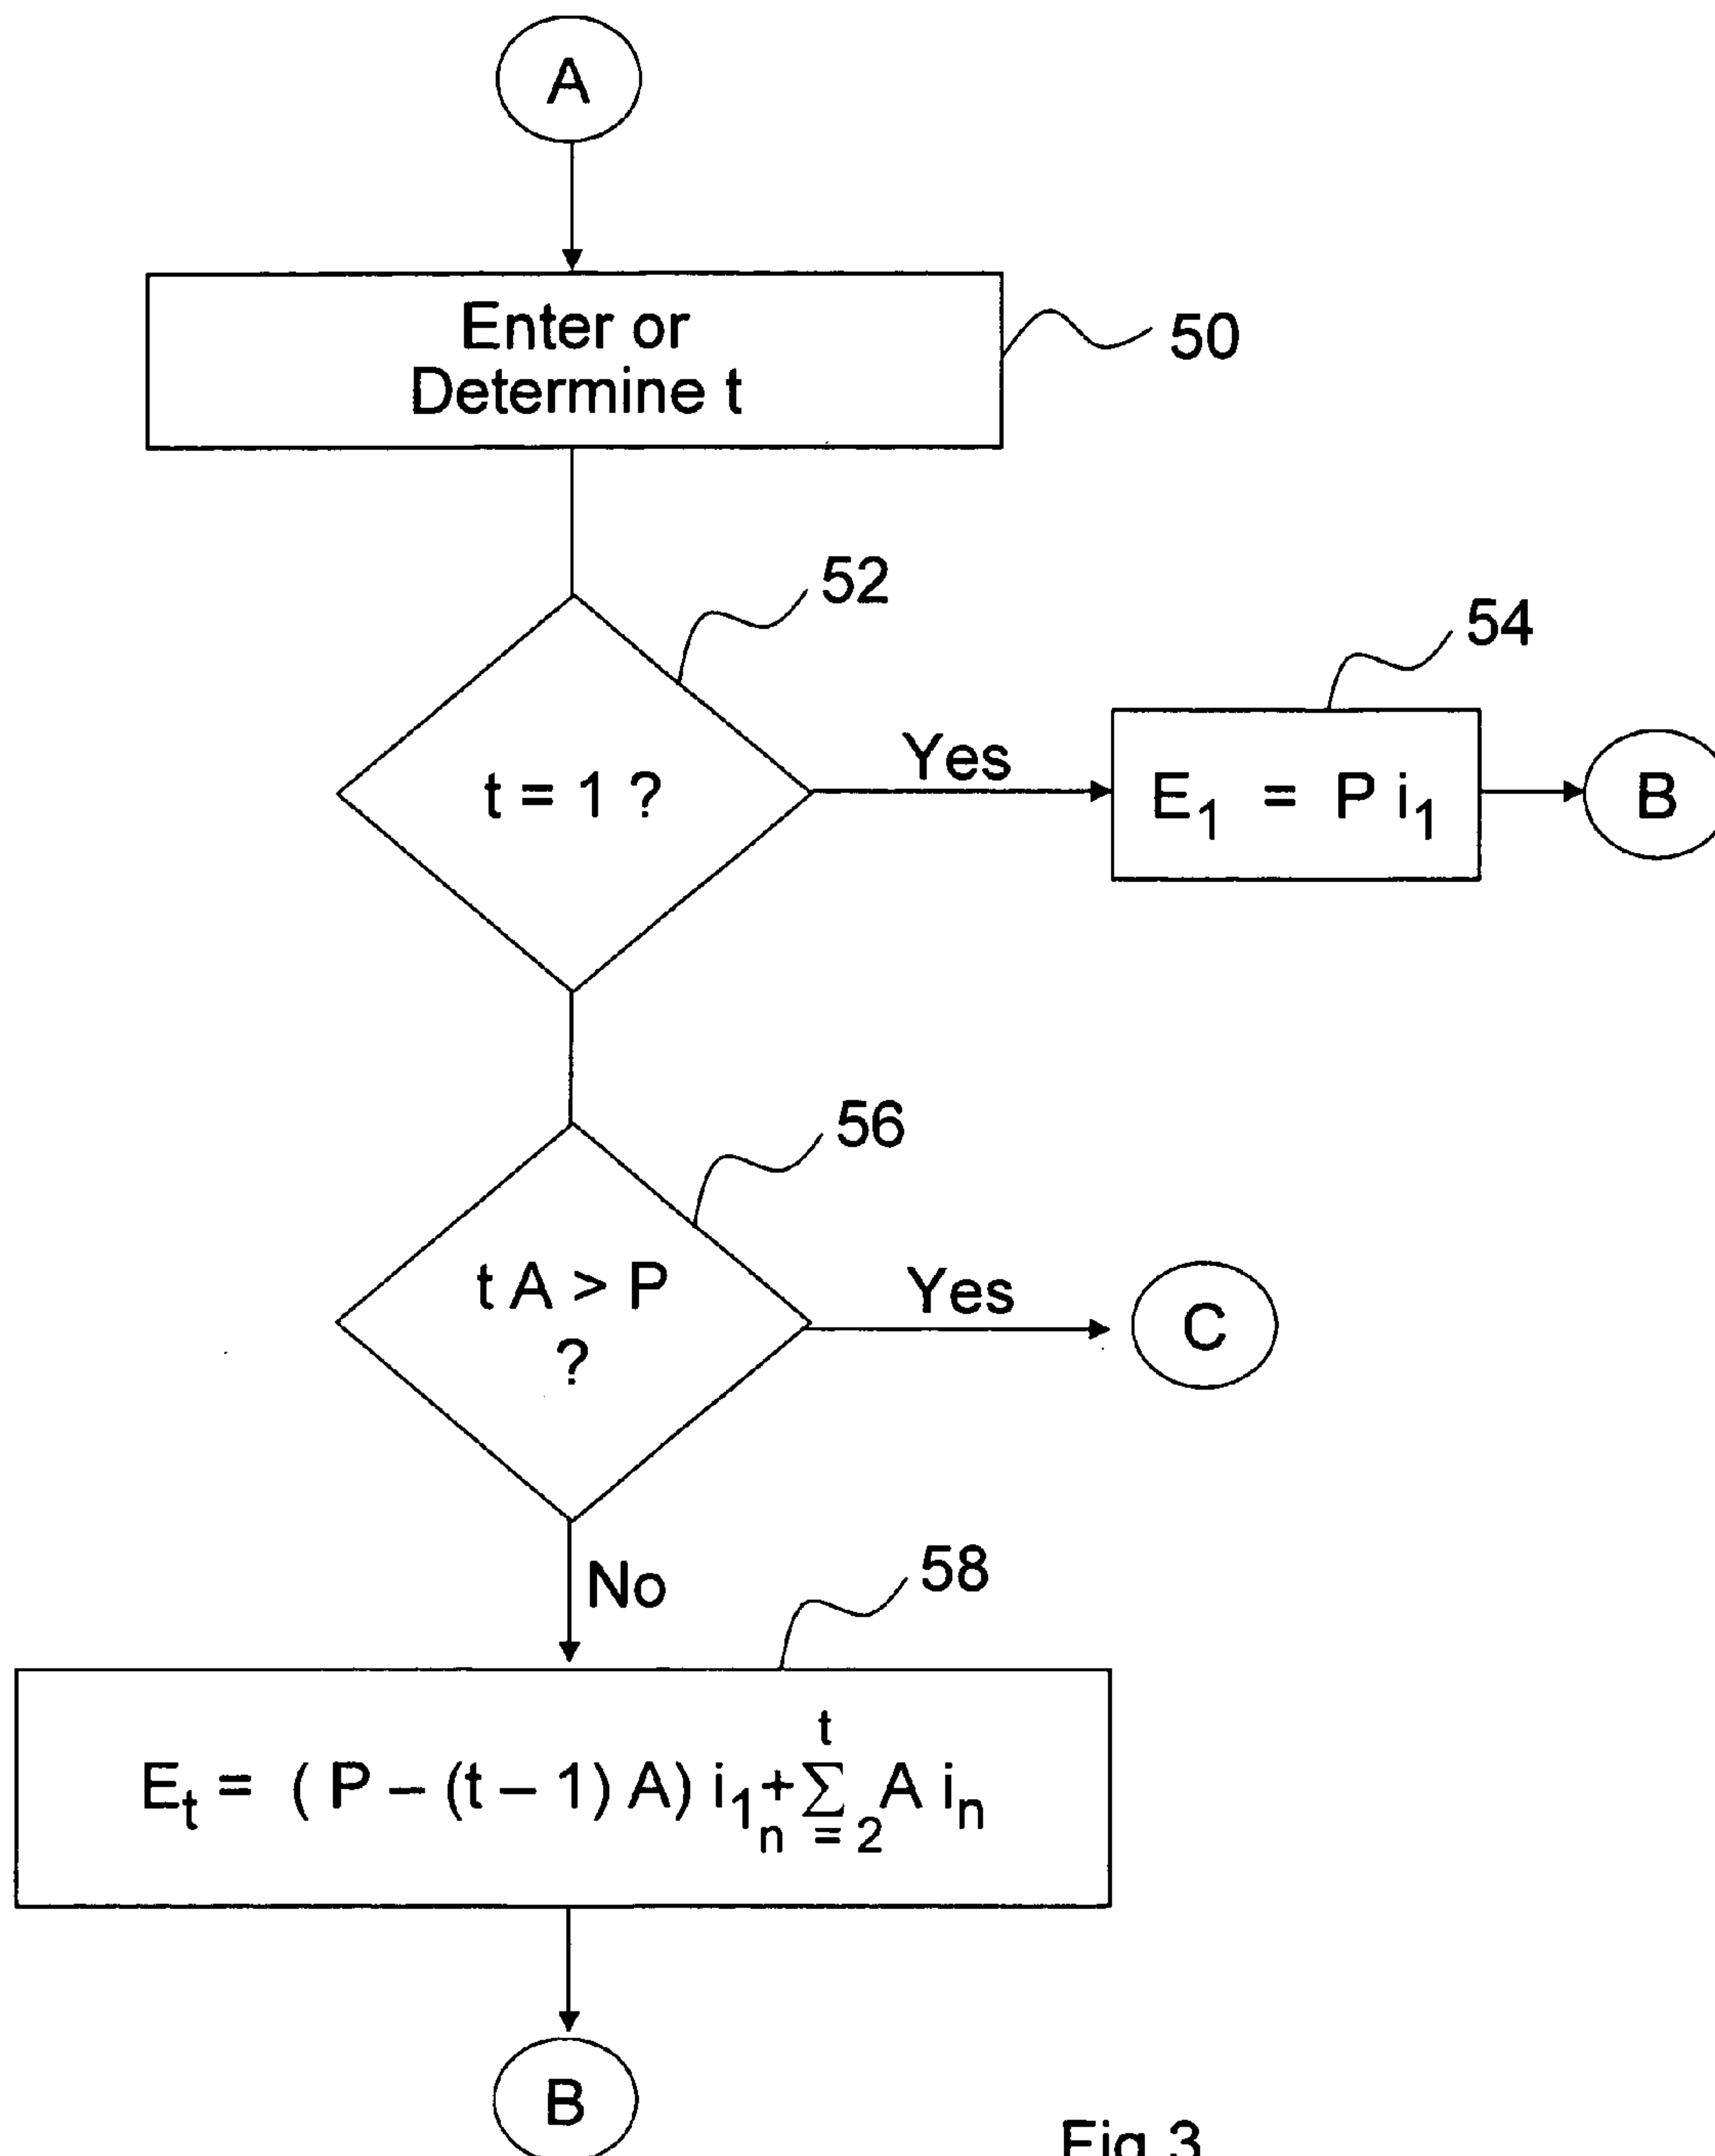 A
Enter or
Determine t
50
52
t = 1 ?
Yes
54
E₁ = P i₁
B
56
t A > P
?
Yes
C
No
58
Eₜ = ( P – (t – 1) A) i₁ + ∑ₙ₌₂ᵗ A iₙ
B
Fig 3